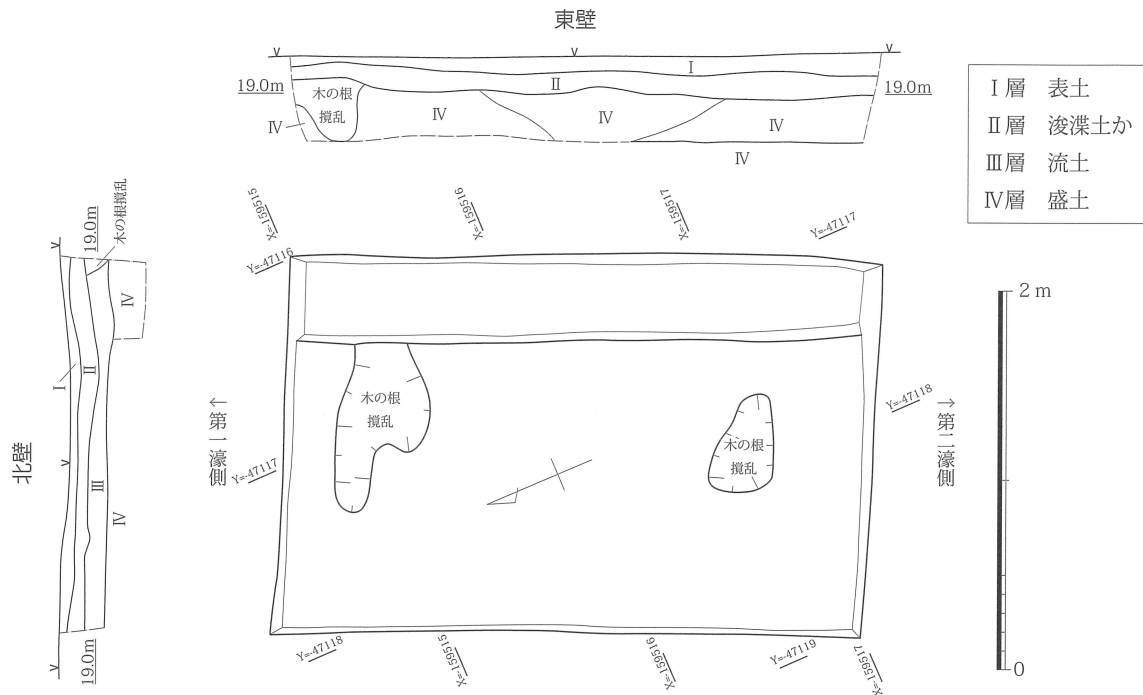 東壁
Ⅰ
Ⅱ
19.0m
19.0m
木の根
攪乱
Ⅳ
Ⅳ
Ⅳ
Ⅳ
Ⅳ
Ⅰ層 表土
Ⅱ層 浚渫土か
Ⅲ層 流土
Ⅳ層 盛土
X=-159515
X=-159516
X=-159517
Y=-47117
Y=-47116
北壁
19.0m
木の根攪乱
Ⅳ
Ⅰ
Ⅱ
Ⅲ
Ⅳ
19.0m
←第一濠側
Y=-47117
木の根
攪乱
木の根
攪乱
Y=-47118
→第二濠側
Y=-47118
X=-159515
X=-159516
Y=-47119
X=-159517
2 m
0